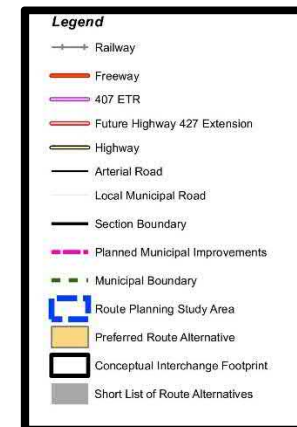 Legend
Railway
Freeway
407 ETR
Future Highway 427 Extension
Highway
Arterial Road
Local Municipal Road
Section Boundary
Planned Municipal Improvements
Municipal Boundary
Route Planning Study Area
Preferred Route Alternative
Conceptual Interchange Footprint
Short List of Route Alternatives